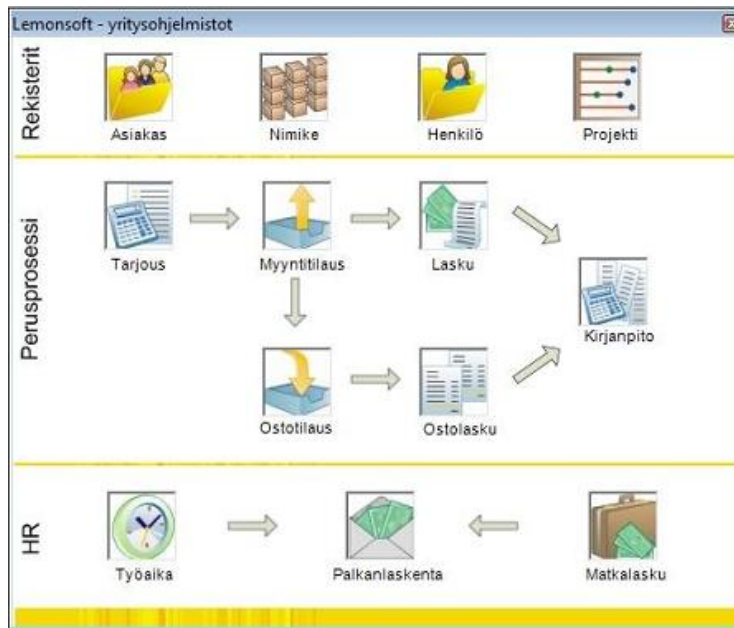 Lemonsoft - yritysohjelmistot
Rekisterit
Asiakas
Nimike
Henkilö
Projekti
Perusprosessi
Tarjous
Myyntitilaus
Lasku
Kirjanpito
Ostotilaus
Ostolasku
HR
Työaika
Palkanlaskenta
Matkalasku